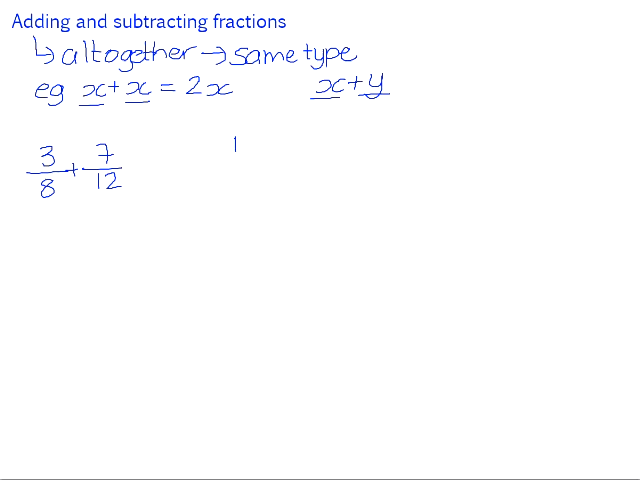 Adding and subtracting fractions
↳ altogether → same type
eg x + x = 2x x + y
3/8 + 7/12
1